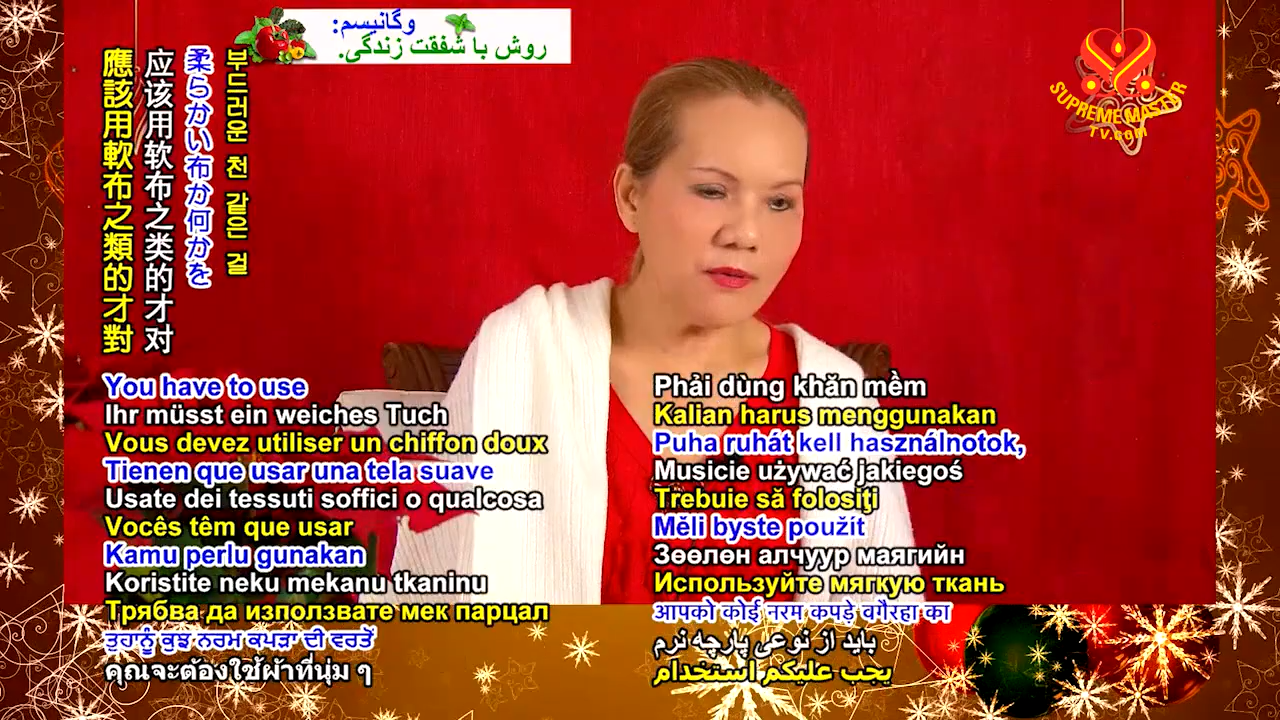 وگانیسم:
روش با شفقت زندگی.
SUPREME MASTER
TV.com
應該用軟布之類的才對
应该用软布之类的才对
柔らかい布か何かを
부드러운 천 같은 걸
You have to use
Ihr müsst ein weiches Tuch
Vous devez utiliser un chiffon doux
Tienen que usar una tela suave
Usate dei tessuti soffici o qualcosa
Vocês têm que usar
Kamu perlu gunakan
Koristite neku mekanu tkaninu
Трябва да използвате мек парцал
ਤੁਹਾਨੂੰ ਕੁਝ ਨਰਮ ਕਪੜਾ ਦੀ ਵਰਤੋਂ
คุณจะต้องใช้ผ้าที่นุ่ม ๆ
Phải dùng khăn mềm
Kalian harus menggunakan
Puha ruhát kell használnotok,
Musicie używać jakiegoś
Trebuie să folosiţi
Měli byste použít
Зөөлөн алчуур маягийн
Используйте мягкую ткань
आपको कोई नरम कपड़े वगैरहा का
باید از نوعی پارچه نرم
يجب عليكم استخدام